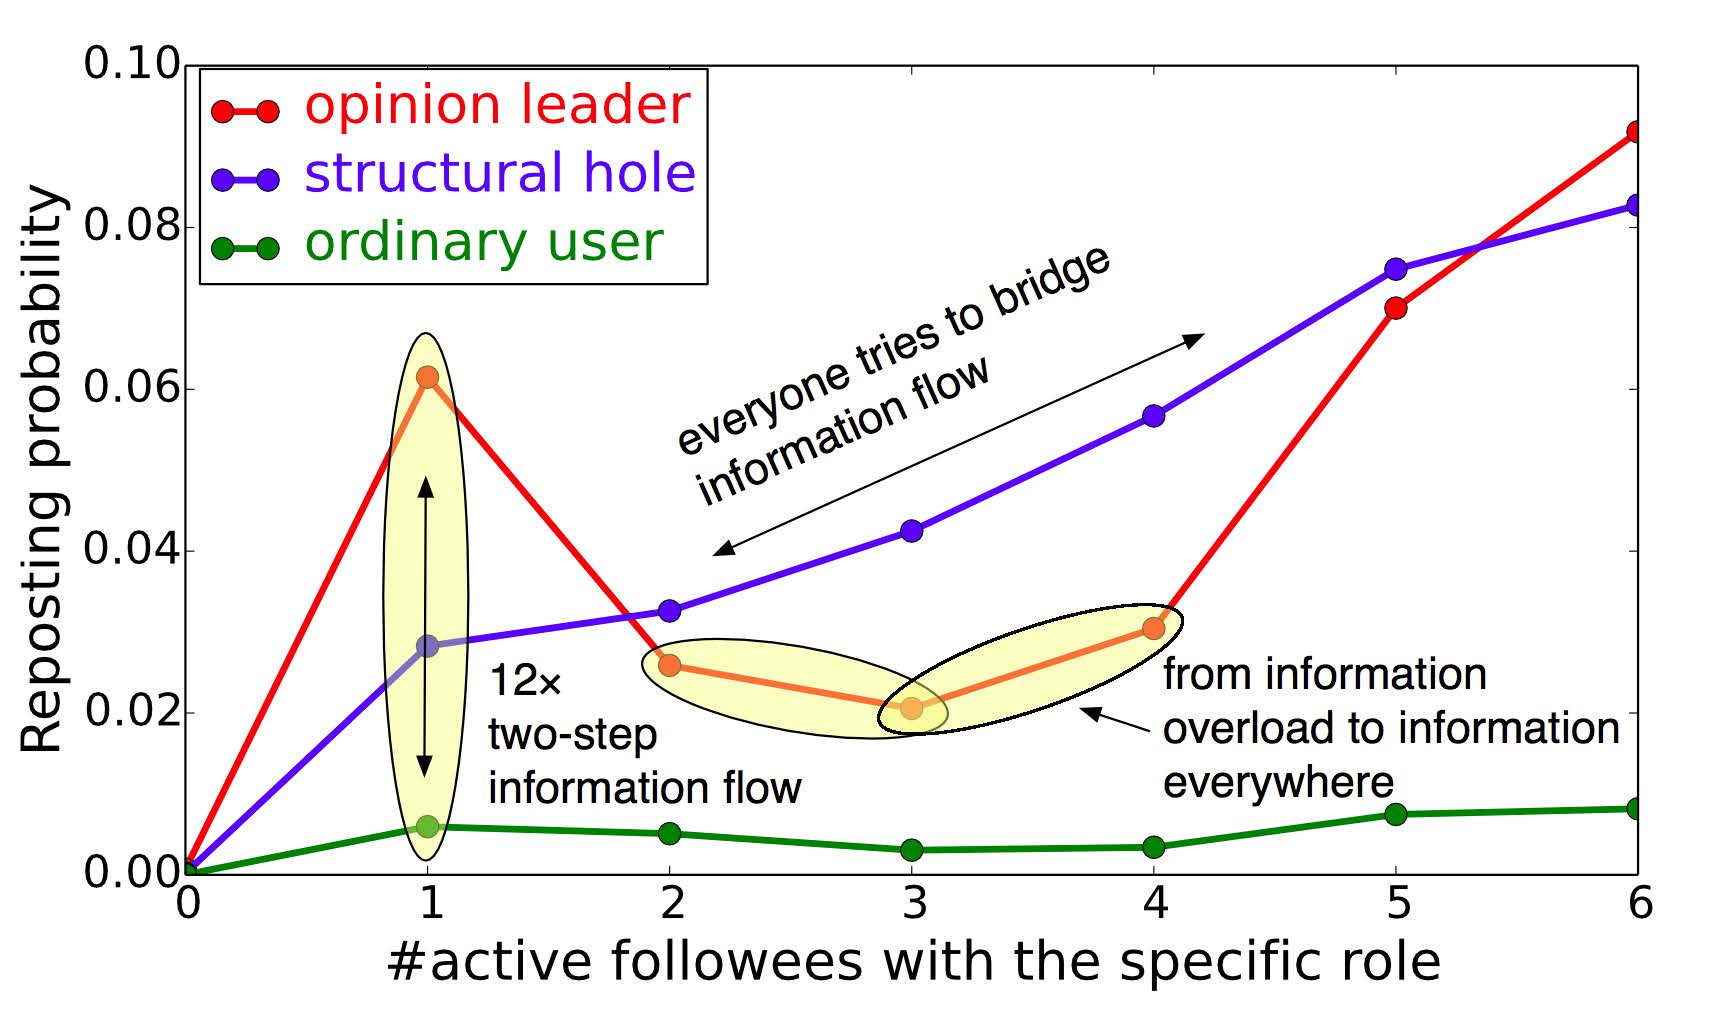 0.10
0.08
0.06
0.04
0.02
0.00
Reposting probability
opinion leader
structural hole
ordinary user
everyone tries to bridge
information flow
12×
two-step
information flow
from information
overload to information
everywhere
0 1 2 3 4 5 6
#active followees with the specific role